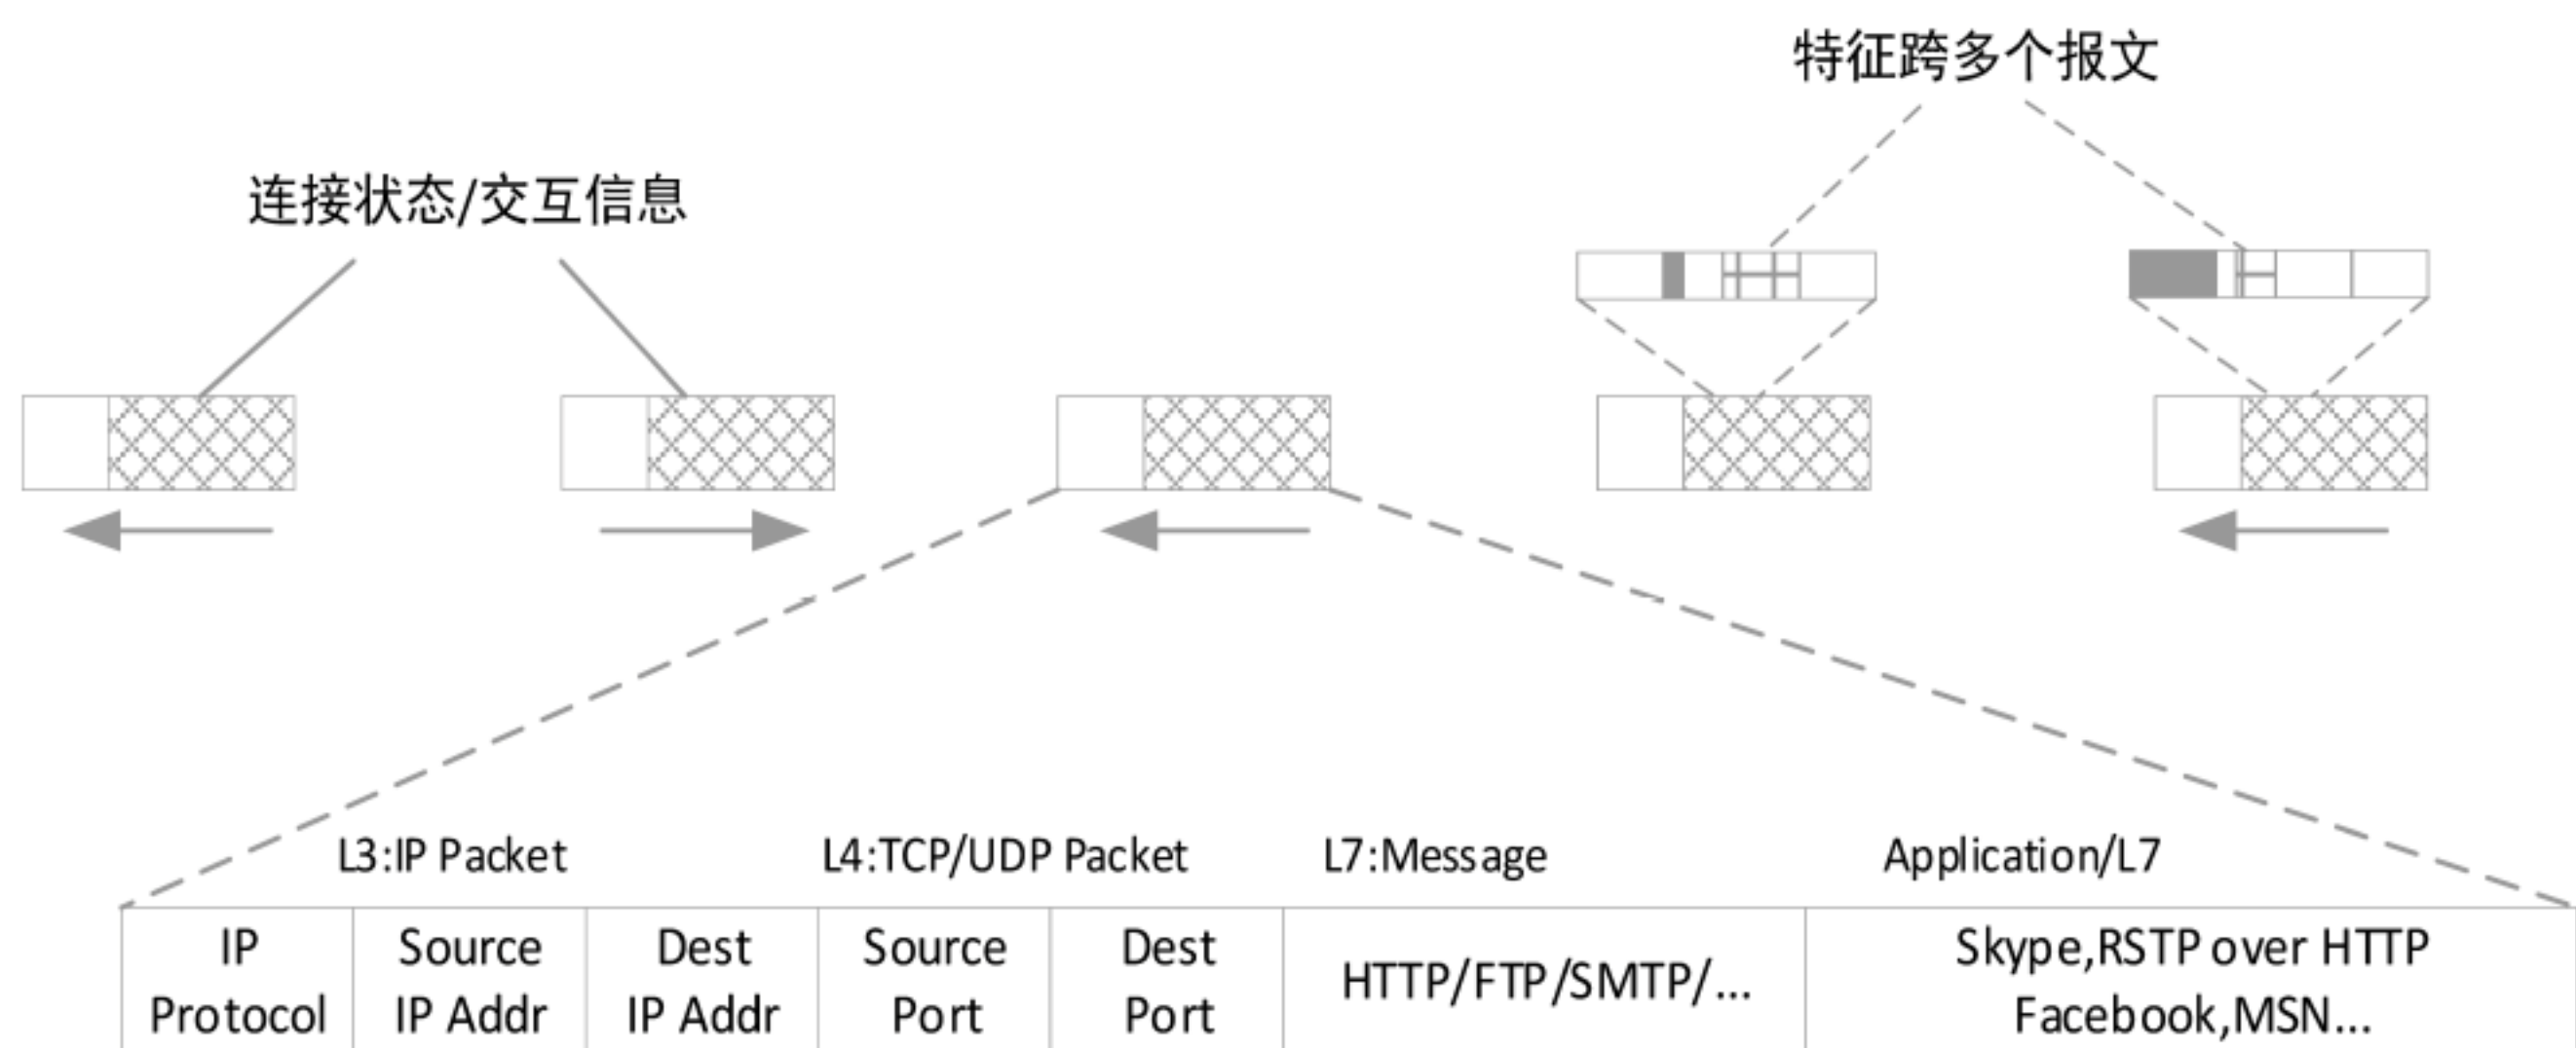 特征跨多个报文
连接状态/交互信息
L3:IP Packet
L4:TCP/UDP Packet
L7:Message
Application/L7
IP
Protocol
Source
IP Addr
Dest
IP Addr
Source
Port
Dest
Port
HTTP/FTP/SMTP/...
Skype,RSTP over HTTP
Facebook,MSN...